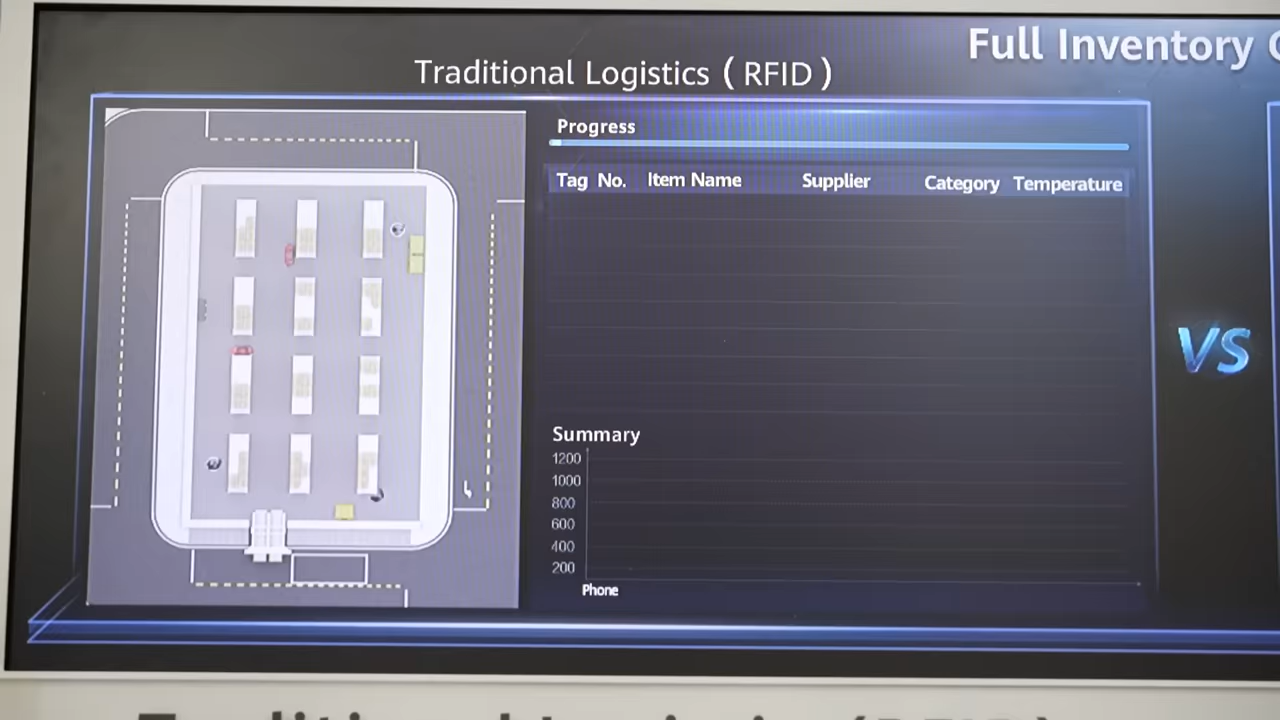 Full Inventory
Traditional Logistics (RFID)
Progress
Tag No. Item Name Supplier Category Temperature
VS
Summary
1200
1000
800
600
400
200
Phone